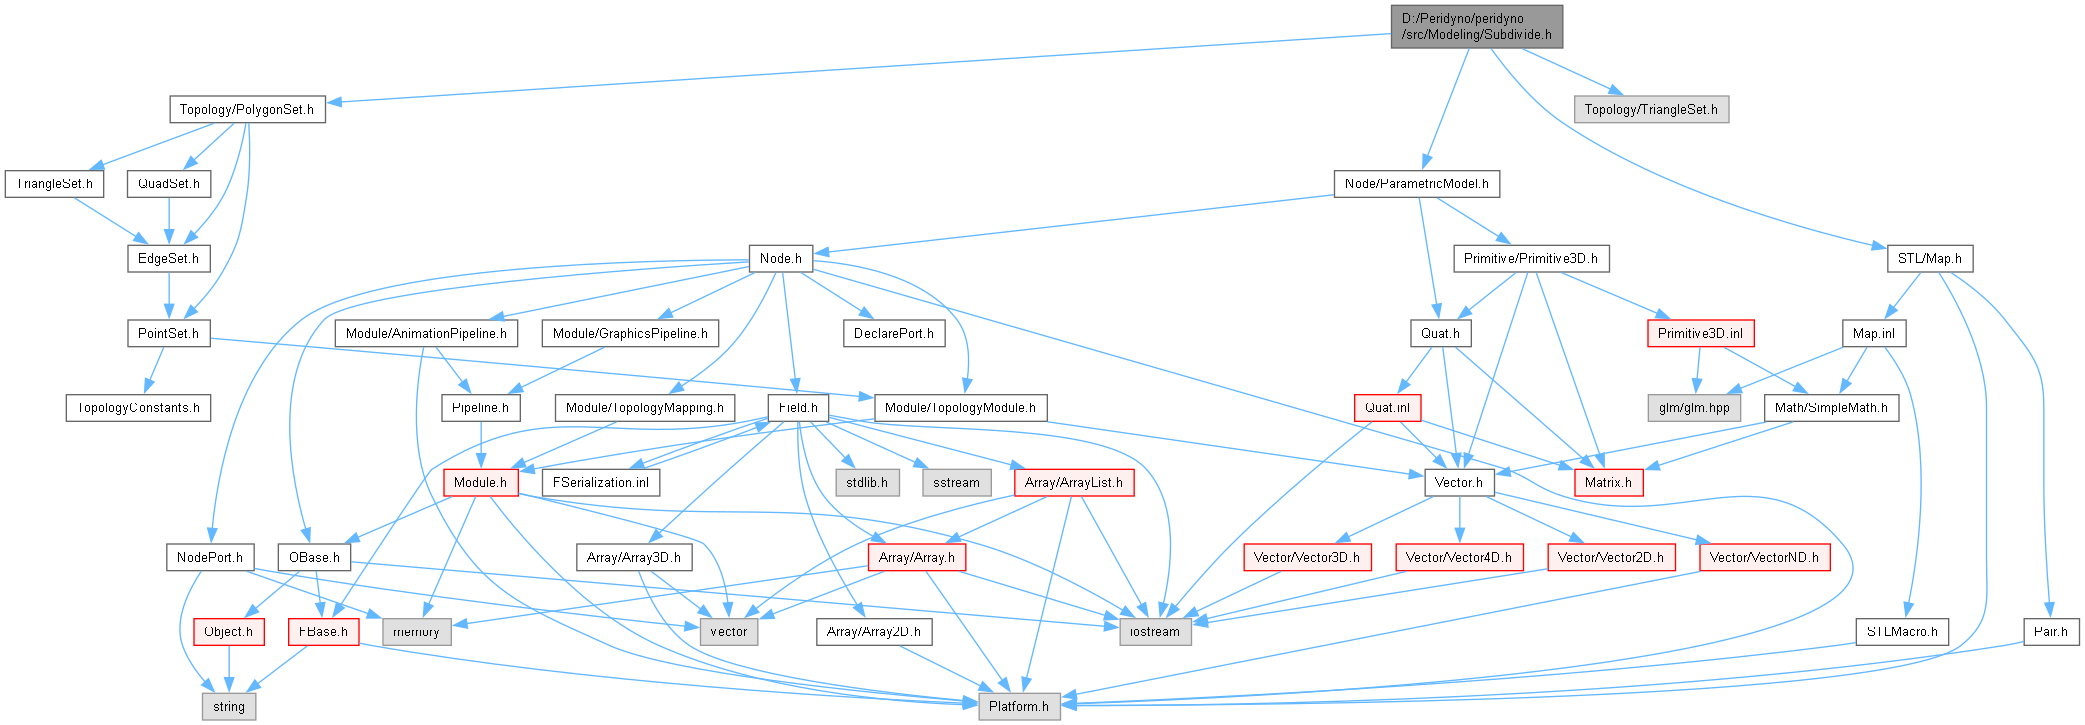 D:/Peridyno/peridyno
/src/Modeling/Subdivide.h
Topology/PolygonSet.h
Topology/TriangleSet.h
TriangleSet.h
QuadSet.h
Node/ParametricModel.h
EdgeSet.h
Node.h
Primitive/Primitive3D.h
STL/Map.h
PointSet.h
Module/AnimationPipeline.h
Module/GraphicsPipeline.h
DeclarePort.h
Quat.h
Primitive3D.inl
Map.inl
TopologyConstants.h
Pipeline.h
Module/TopologyMapping.h
Field.h
Module/TopologyModule.h
Quat.inl
glm/glm.hpp
Math/SimpleMath.h
Module.h
FSerialization.inl
stdlib.h
sstream
Array/ArrayList.h
Vector.h
Matrix.h
NodePort.h
OBase.h
Array/Array3D.h
Array/Array.h
Vector/Vector3D.h
Vector/Vector4D.h
Vector/Vector2D.h
Vector/VectorND.h
Object.h
FBase.h
memory
vector
Array/Array2D.h
iostream
STLMacro.h
Pair.h
string
Platform.h